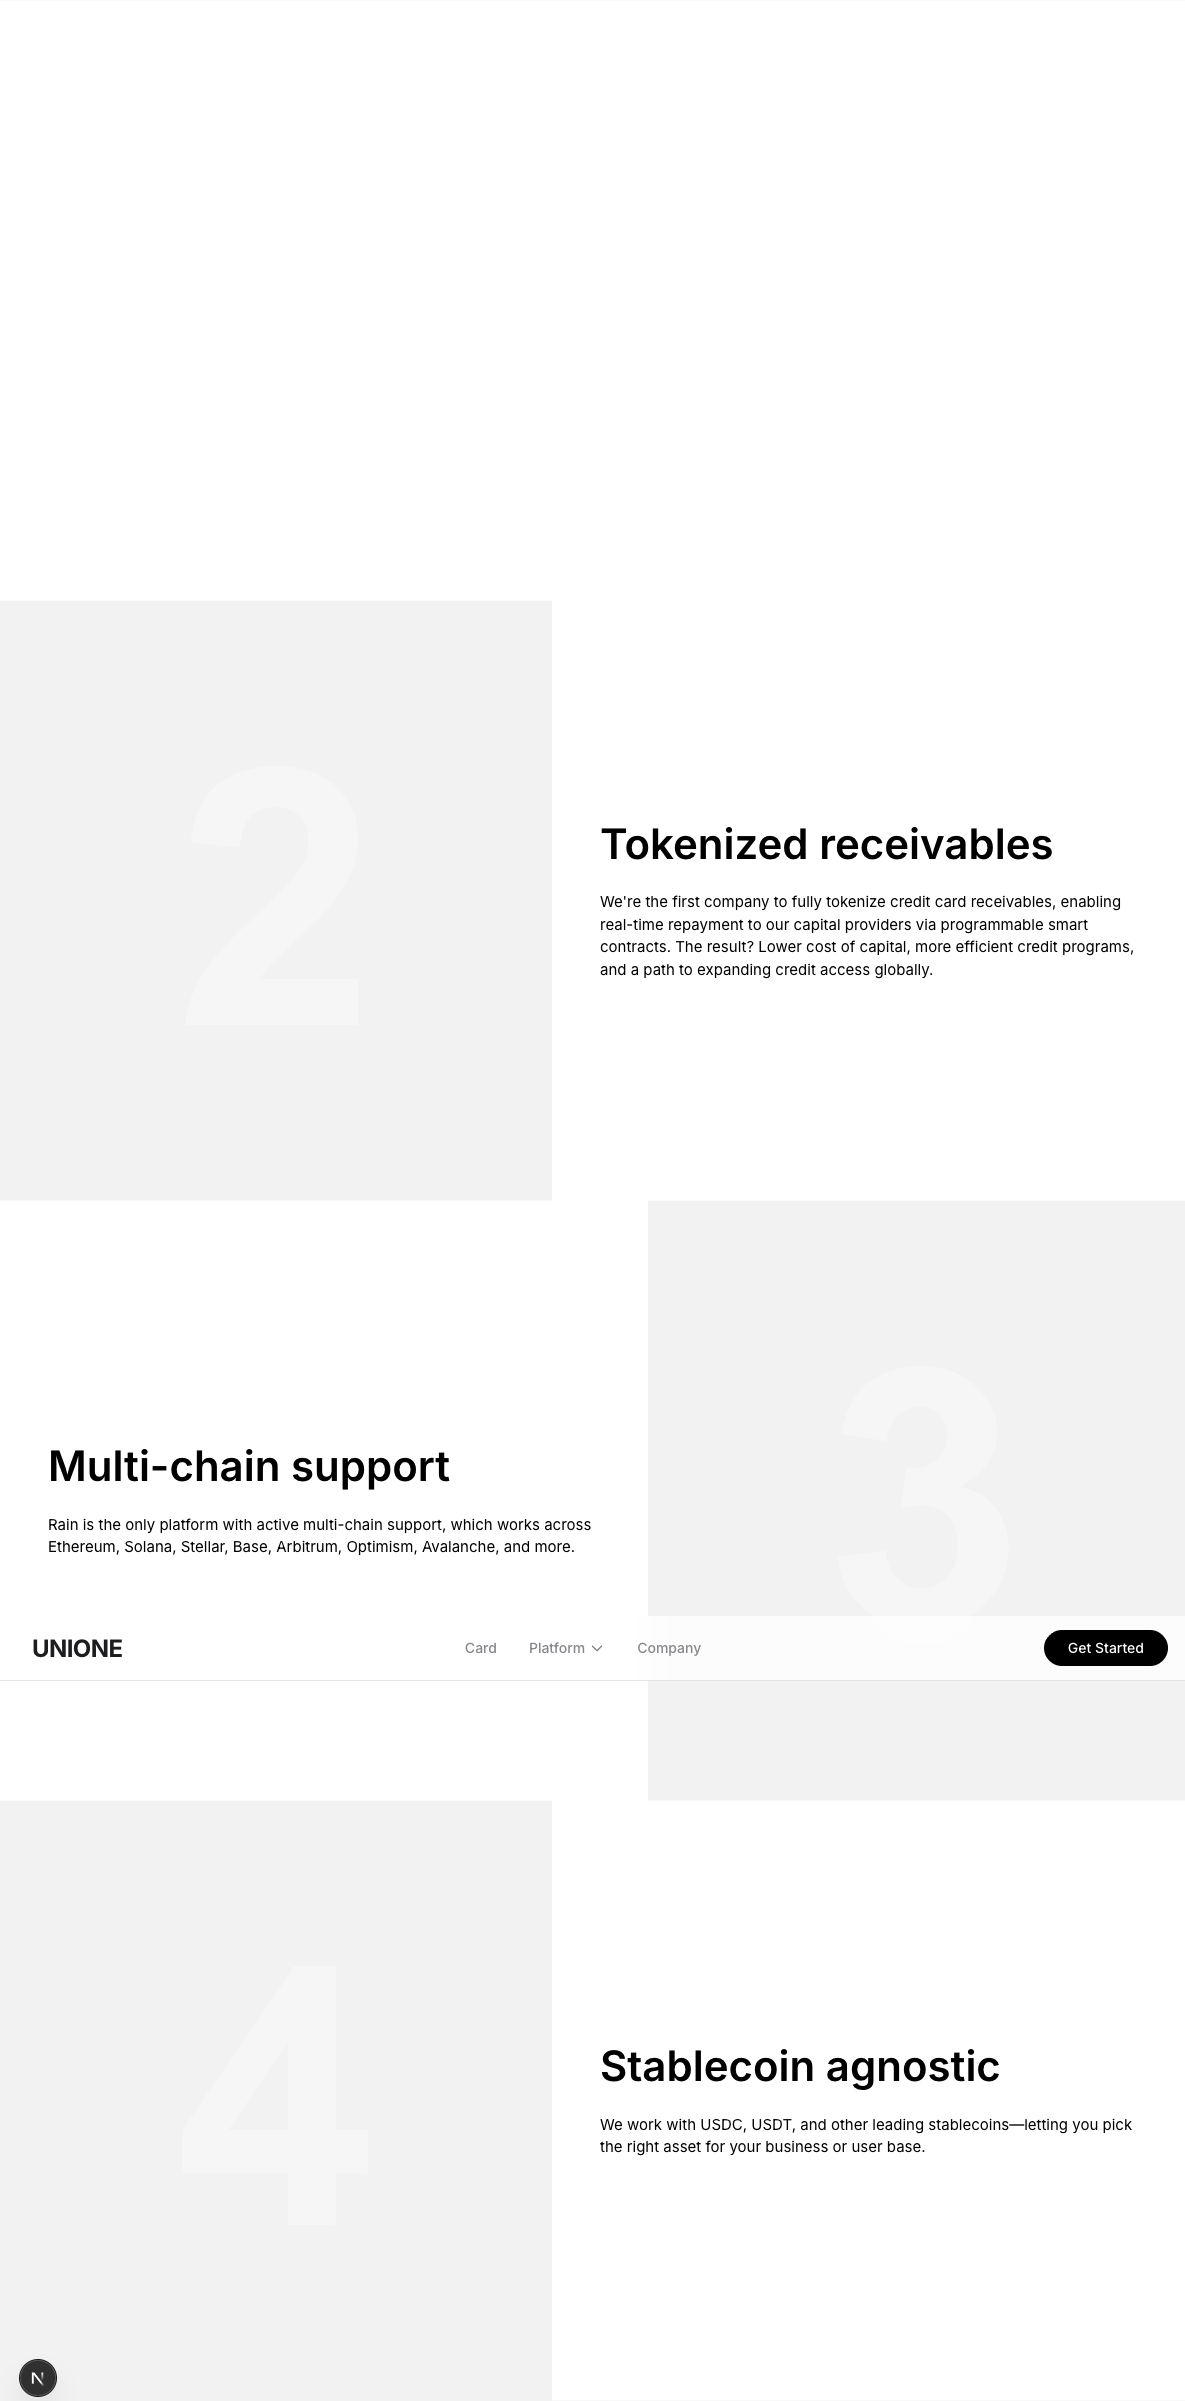 2
Tokenized receivables
We're the first company to fully tokenize credit card receivables, enabling
real-time repayment to our capital providers via programmable smart
contracts. The result? Lower cost of capital, more efficient credit programs,
and a path to expanding credit access globally.
3
Multi-chain support
Rain is the only platform with active multi-chain support, which works across
Ethereum, Solana, Stellar, Base, Arbitrum, Optimism, Avalanche, and more.
UNIONE
Card
Platform
Company
Get Started
4
Stablecoin agnostic
We work with USDC, USDT, and other leading stablecoins—letting you pick
the right asset for your business or user base.
N